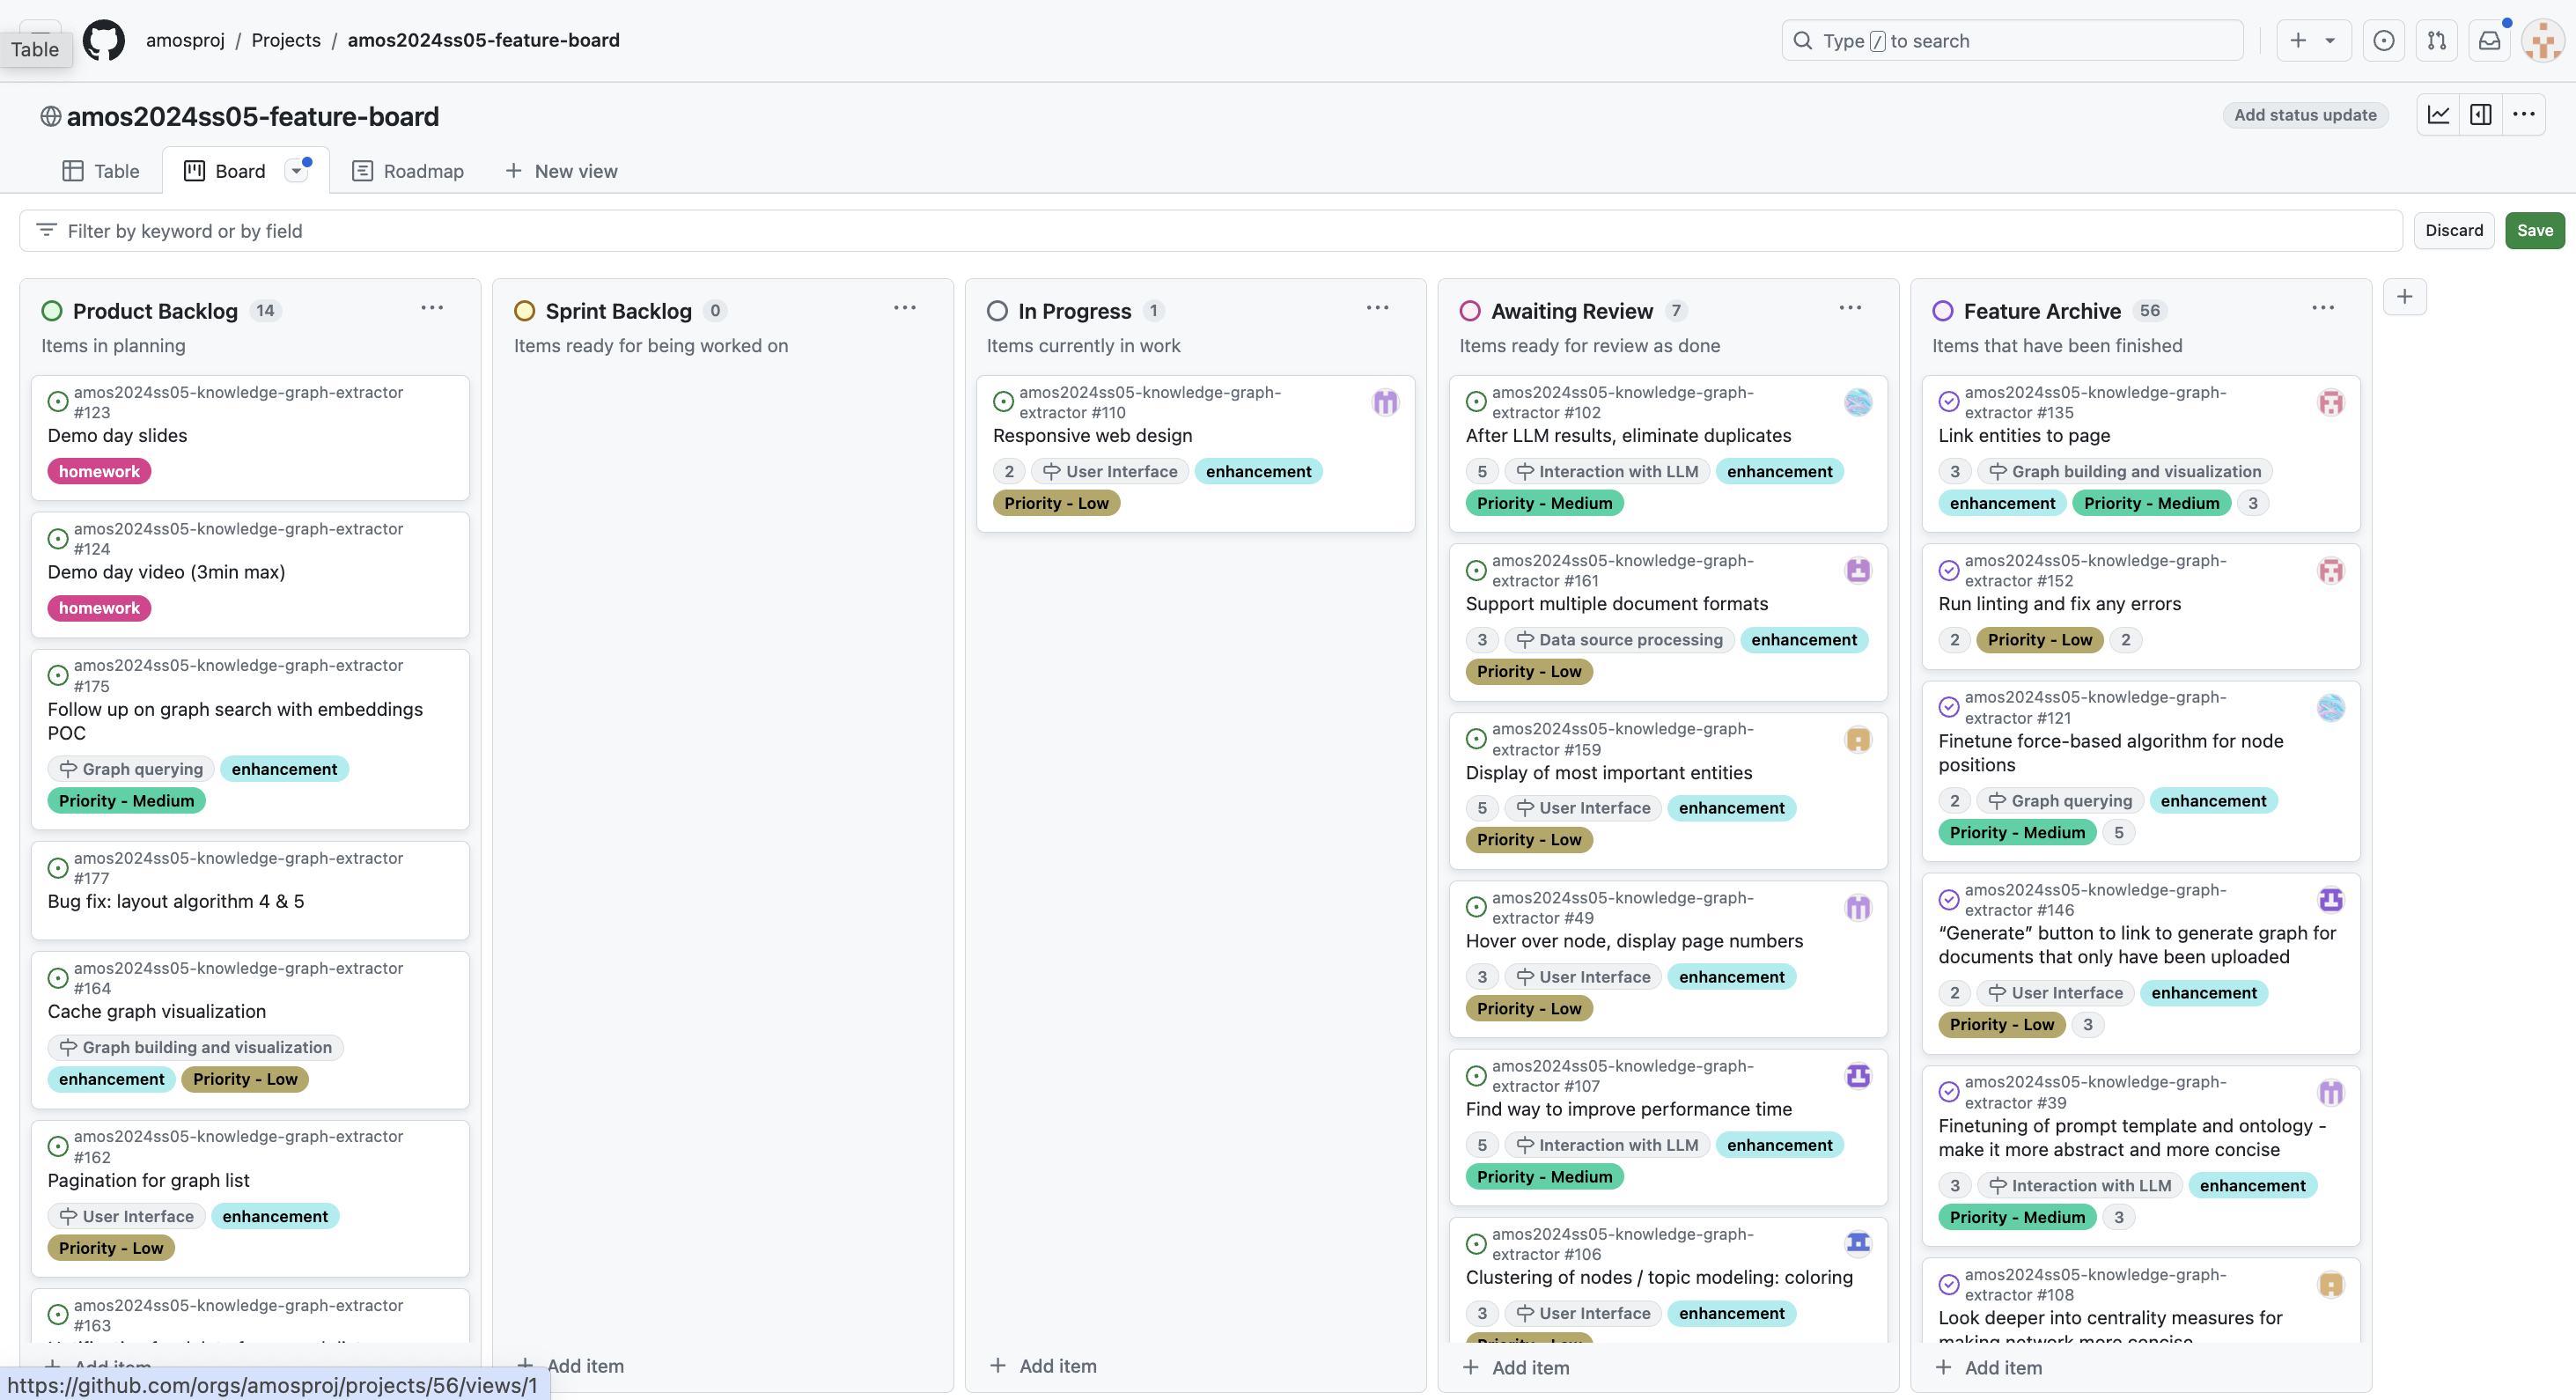 Table
amosproj / Projects / amos2024ss05-feature-board
Type / to search
amos2024ss05-feature-board
Add status update
Table
Board
Roadmap
New view
Filter by keyword or by field
Discard
Save
Product Backlog 14
Items in planning
amos2024ss05-knowledge-graph-extractor
#123
Demo day slides
homework
amos2024ss05-knowledge-graph-extractor
#124
Demo day video (3min max)
homework
amos2024ss05-knowledge-graph-extractor
#175
Follow up on graph search with embeddings
POC
Graph querying enhancement
Priority - Medium
amos2024ss05-knowledge-graph-extractor
#177
Bug fix: layout algorithm 4 & 5
amos2024ss05-knowledge-graph-extractor
#164
Cache graph visualization
Graph building and visualization
enhancement Priority - Low
amos2024ss05-knowledge-graph-extractor
#162
Pagination for graph list
User Interface enhancement
Priority - Low
amos2024ss05-knowledge-graph-extractor
#163
Add item
https://github.com/orgs/amosproj/projects/56/views/1
Sprint Backlog 0
Items ready for being worked on
Add item
In Progress 1
Items currently in work
amos2024ss05-knowledge-graph-
extractor #110
Responsive web design
2 User Interface enhancement
Priority - Low
Add item
Awaiting Review 7
Items ready for review as done
amos2024ss05-knowledge-graph-
extractor #102
After LLM results, eliminate duplicates
5 Interaction with LLM enhancement
Priority - Medium
amos2024ss05-knowledge-graph-
extractor #161
Support multiple document formats
3 Data source processing enhancement
Priority - Low
amos2024ss05-knowledge-graph-
extractor #159
Display of most important entities
5 User Interface enhancement
Priority - Low
amos2024ss05-knowledge-graph-
extractor #49
Hover over node, display page numbers
3 User Interface enhancement
Priority - Low
amos2024ss05-knowledge-graph-
extractor #107
Find way to improve performance time
5 Interaction with LLM enhancement
Priority - Medium
amos2024ss05-knowledge-graph-
extractor #106
Clustering of nodes / topic modeling: coloring
3 User Interface enhancement
Priority - Low
Add item
Feature Archive 56
Items that have been finished
amos2024ss05-knowledge-graph-
extractor #135
Link entities to page
3 Graph building and visualization
enhancement Priority - Medium 3
amos2024ss05-knowledge-graph-
extractor #152
Run linting and fix any errors
2 Priority - Low 2
amos2024ss05-knowledge-graph-
extractor #121
Finetune force-based algorithm for node
positions
2 Graph querying enhancement
Priority - Medium 5
amos2024ss05-knowledge-graph-
extractor #146
“Generate” button to link to generate graph for
documents that only have been uploaded
2 User Interface enhancement
Priority - Low 3
amos2024ss05-knowledge-graph-
extractor #39
Finetuning of prompt template and ontology -
make it more abstract and more concise
3 Interaction with LLM enhancement
Priority - Medium 3
amos2024ss05-knowledge-graph-
extractor #108
Look deeper into centrality measures for
making network more concise
Add item